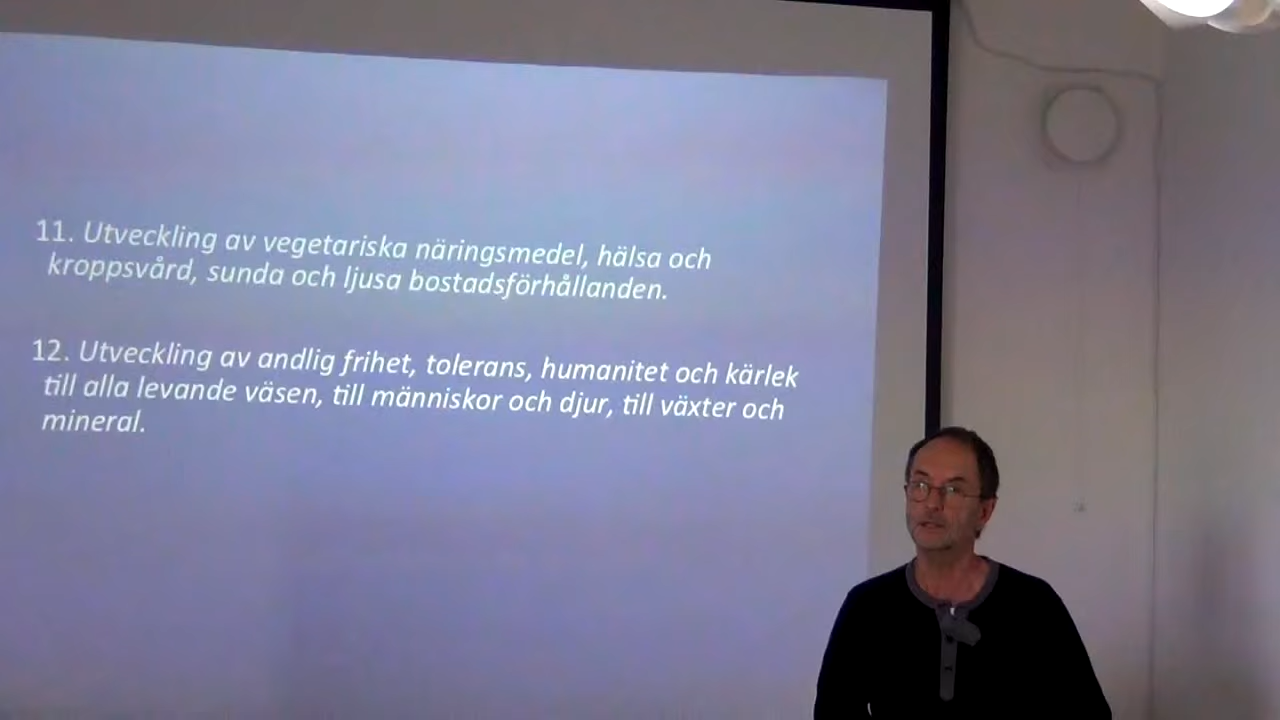 11. Utveckling av vegetariska näringsmedel, hälsa och
kroppsvård, sunda och ljusa bostadsförhållanden.
12. Utveckling av andlig frihet, tolerans, humanitet och kärlek
till alla levande väsen, till människor och djur, till växter och
mineral.